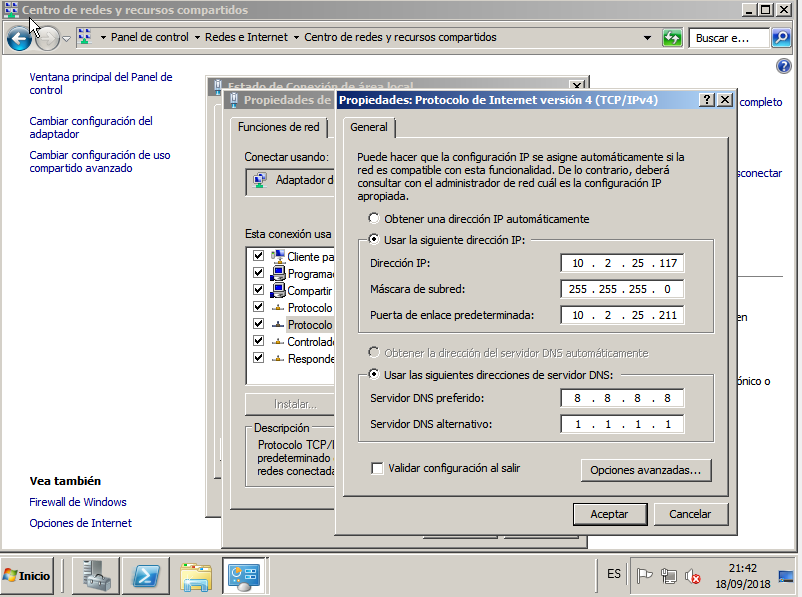 Centro de redes y recursos compartidos
Panel de control Redes e Internet Centro de redes y recursos compartidos
Buscar e...
Ventana principal del Panel de
control
Cambiar configuración del
adaptador
Cambiar configuración de uso
compartido avanzado
Vea también
Firewall de Windows
Opciones de Internet
completo
Estado de Conexión de área local
Propiedades de
Funciones de red
Conectar usando:
Adaptador d
Esta conexión usa
Cliente pa
Programa
Compartir
Protocolo
Protocolo
Controlad
Responde
Instalar...
Descripción
Protocolo TCP/I
predeterminado
redes conectada
Propiedades: Protocolo de Internet versión 4 (TCP/IPv4)
General
Puede hacer que la configuración IP se asigne automáticamente si la
red es compatible con esta funcionalidad. De lo contrario, deberá
consultar con el administrador de red cuál es la configuración IP
apropiada.
Obtener una dirección IP automáticamente
Usar la siguiente dirección IP:
Dirección IP: 10 . 2 . 25 . 117
Máscara de subred: 255 . 255 . 255 . 0
Puerta de enlace predeterminada: 10 . 2 . 25 . 211
Obtener la dirección del servidor DNS automáticamente
Usar las siguientes direcciones de servidor DNS:
Servidor DNS preferido: 8 . 8 . 8 . 8
Servidor DNS alternativo: 1 . 1 . 1 . 1
Validar configuración al salir
Opciones avanzadas...
Aceptar Cancelar
sconectar
en
ónico o
Inicio
ES
21:42
18/09/2018